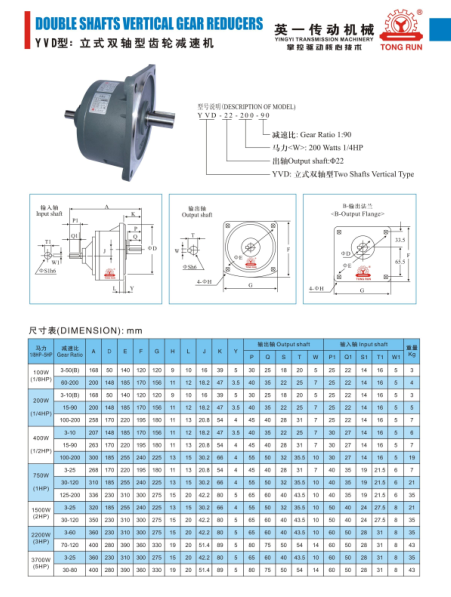 DOUBLE SHAFTS VERTICAL GEAR REDUCERS
YVD型: 立式双轴型齿轮减速机
英一传动机械
YINGYI TRANSMISSION MACHINERY
掌控驱动核心技术
TONG RUN
型号说明(DESCRIPTION OF MODEL)
YVD-22-200-90
减速比: Gear Ratio 1:90
马力<W>: 200 Watts 1/4HP
出轴Output shaft:Φ22
YVD: 立式双轴型Two Shafts Vertical Type
输入轴
Input shaft
A
K
P1
P
Q1
Q
T1
W1
ΦD
ΦS1h6
L
Y
输出轴
Output shaft
T
ΦE
ΦSh6
4-ΦH
F
G
TONG RUN
B-输出法兰
<B-Output Flange>
ΦD
ΦE
33.5
65.5
F
4-ΦH
G
TONG RUN
尺寸表(DIMENSION): mm
马力 减速比 Gear Ratio A D E F G H L J K Y 输出轴 Output shaft 输入轴 Input shaft 重量 Kg
P Q S T W P1 Q1 S1 T1 W1
100W (1/8HP) 3-50(B) 168 50 140 120 120 9 10 16 39 5 30 25 18 20 5 25 22 14 16 5 3
60-200 200 148 185 170 156 11 12 18.2 47 3.5 40 35 22 25 7 25 22 14 16 5 4
200W (1/4HP) 3-10(B) 168 50 140 120 120 9 10 16 39 5 30 25 18 20 5 25 22 14 16 5 3
15-90 200 148 185 170 156 11 12 18.2 47 3.5 40 35 22 25 7 25 22 14 16 5 5
100-200 258 170 220 195 180 11 13 20.8 54 4 45 40 28 31 7 25 22 14 16 5 7
400W (1/2HP) 3-10 207 148 185 170 156 11 12 18.2 47 3.5 40 35 22 25 7 30 27 14 16 5 6
15-90 263 170 220 195 180 11 13 20.8 54 4 45 40 28 31 7 30 27 14 16 5 7
100-200 300 185 255 240 225 13 15 30.2 66 4 55 50 32 35.5 10 30 27 14 16 5 19
750W (1HP) 3-25 268 170 220 195 180 11 13 20.8 54 4 45 40 28 31 7 40 35 19 21.5 6 7
30-120 310 185 255 240 225 13 15 30.2 66 4 55 50 32 35.5 10 40 35 19 21.5 6 21
125-200 336 230 310 300 275 15 20 42.2 80 5 65 60 40 43.5 10 40 35 19 21.5 6 35
1500W (2HP) 3-25 320 185 255 240 225 13 15 30.2 66 4 55 50 32 35.5 10 50 40 24 27.5 8 21
30-120 350 230 310 300 275 15 20 42.2 80 5 65 60 40 43.5 10 50 40 24 27.5 8 35
2200W (3HP) 3-60 360 230 310 300 275 15 20 42.2 80 5 65 60 40 43.5 10 60 50 28 31 8 35
70-120 400 280 390 360 330 19 20 51.4 89 5 80 75 50 54 14 60 50 28 31 8 43
3700W (5HP) 3-25 360 230 310 300 275 15 20 42.2 80 5 65 60 40 43.5 10 60 50 28 31 8 35
30-80 400 280 390 360 330 19 20 51.4 89 5 80 75 50 54 14 60 50 28 31 8 43